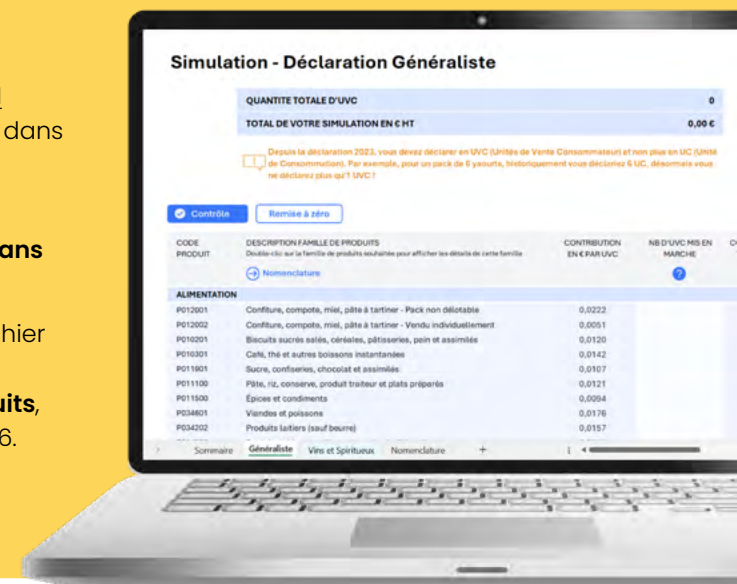 dans
ans
hier
uits,
6.
Simulation - Déclaration Généraliste
QUANTITE TOTALE D'UVC 0
TOTAL DE VOTRE SIMULATION EN € HT 0,00 €
Depuis la déclaration 2023, vous devez déclarer en UVC (Unités de Vente Consommateur) et non plus en UC (Unité
de Consommation). Par exemple, pour un pack de 6 yaourts, historiquement vous déclariez 6 UC, désormais vous
ne déclarez plus qu'1 UVC !
Contrôle Remise à zéro
CODE PRODUIT
DESCRIPTION FAMILLE DE PRODUITS
Double-clic sur la famille de produits souhaitée pour afficher les détails de cette famille
Nomenclature
CONTRIBUTION EN € PAR UVC
NB D'UVC MIS EN MARCHE
?
ALIMENTATION
P012001 Confiture, compote, miel, pâte à tartiner - Pack non délotable 0,0222
P012002 Confiture, compote, miel, pâte à tartiner - Vendu individuellement 0,0051
P010201 Biscuits sucrés salés, céréales, pâtisseries, pain et assimilés 0,0120
P010301 Café, thé et autres boissons instantanées 0,0142
P011901 Sucre, confiseries, chocolat et assimilés 0,0107
P011100 Pâte, riz, conserve, produit traiteur et plats préparés 0,0121
P011500 Épices et condiments 0,0094
P034601 Viandes et poissons 0,0176
P034202 Produits laitiers (sauf beurre) 0,0157
Sommaire Généraliste Vins et Spiritueux Nomenclature +